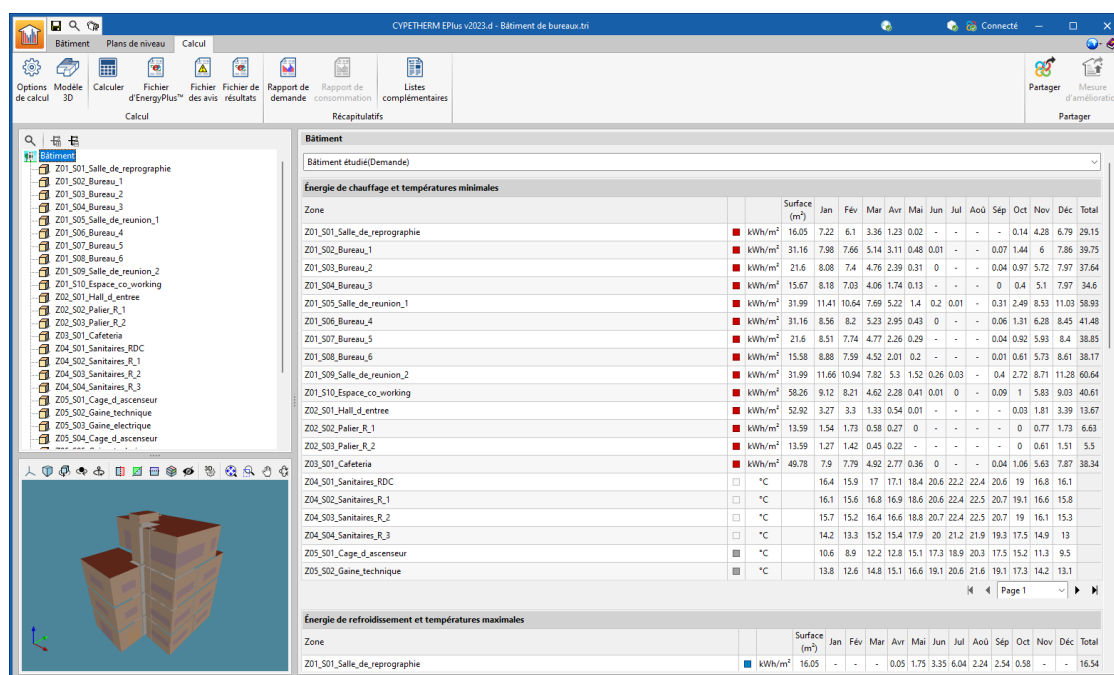 CYPETHERM EPlus v2023.d - Bâtiment de bureaux.tri
Connecté
Bâtiment Plans de niveau Calcul
Options de calcul
Modèle 3D
Calculer
Fichier d'EnergyPlus™
Fichier des avis
Fichier de résultats
Rapport de demande
Rapport de consommation
Listes complémentaires
Partager
Mesure d'amélioratio
Calcul Récapitulatifs Partager
Bâtiment
Z01_S01_Salle_de_reprographie
Z01_S02_Bureau_1
Z01_S03_Bureau_2
Z01_S04_Bureau_3
Z01_S05_Salle_de_reunion_1
Z01_S06_Bureau_4
Z01_S07_Bureau_5
Z01_S08_Bureau_6
Z01_S09_Salle_de_reunion_2
Z01_S10_Espace_co_working
Z02_S01_Hall_d_entree
Z02_S02_Palier_R_1
Z02_S03_Palier_R_2
Z03_S01_Cafeteria
Z04_S01_Sanitaires_RDC
Z04_S02_Sanitaires_R_1
Z04_S03_Sanitaires_R_2
Z04_S04_Sanitaires_R_3
Z05_S01_Cage_d_ascenseur
Z05_S02_Gaine_technique
Z05_S03_Gaine_electrique
Z05_S04_Cage_d_ascenseur
Bâtiment
Bâtiment étudié(Demande)
Énergie de chauffage et températures minimales
Zone Surface (m²) Jan Fév Mar Avr Mai Jun Jul Aoû Sép Oct Nov Déc Total
Z01_S01_Salle_de_reprographie kWh/m² 16.05 7.22 6.1 3.36 1.23 0.02 - - - - 0.14 4.28 6.79 29.15
Z01_S02_Bureau_1 kWh/m² 31.16 7.98 7.66 5.14 3.11 0.48 0.01 - - 0.07 1.44 6 7.86 39.75
Z01_S03_Bureau_2 kWh/m² 21.6 8.08 7.4 4.76 2.39 0.31 0 - - 0.04 0.97 5.72 7.97 37.64
Z01_S04_Bureau_3 kWh/m² 15.67 8.18 7.03 4.06 1.74 0.13 - - - 0 0.4 5.1 7.97 34.6
Z01_S05_Salle_de_reunion_1 kWh/m² 31.99 11.41 10.64 7.69 5.22 1.4 0.2 0.01 - 0.31 2.49 8.53 11.03 58.93
Z01_S06_Bureau_4 kWh/m² 31.16 8.56 8.2 5.23 2.95 0.43 0 - - 0.06 1.31 6.28 8.45 41.48
Z01_S07_Bureau_5 kWh/m² 21.6 8.51 7.74 4.77 2.26 0.29 - - - 0.04 0.92 5.93 8.4 38.85
Z01_S08_Bureau_6 kWh/m² 15.58 8.88 7.59 4.52 2.01 0.2 - - - 0.01 0.61 5.73 8.61 38.17
Z01_S09_Salle_de_reunion_2 kWh/m² 31.99 11.66 10.94 7.82 5.3 1.52 0.26 0.03 - 0.4 2.72 8.71 11.28 60.64
Z01_S10_Espace_co_working kWh/m² 58.26 9.12 8.21 4.62 2.28 0.41 0.01 0 - 0.09 1 5.83 9.03 40.61
Z02_S01_Hall_d_entree kWh/m² 52.92 3.27 3.3 1.33 0.54 0.01 - - - - 0.03 1.81 3.39 13.67
Z02_S02_Palier_R_1 kWh/m² 13.59 1.54 1.73 0.58 0.27 0 - - - - 0 0.77 1.73 6.63
Z02_S03_Palier_R_2 kWh/m² 13.59 1.27 1.42 0.45 0.22 - - - - - 0 0.61 1.51 5.5
Z03_S01_Cafeteria kWh/m² 49.78 7.9 7.79 4.92 2.77 0.36 0 - - 0.04 1.06 5.63 7.87 38.34
Z04_S01_Sanitaires_RDC °C 16.4 15.9 17 17.1 18.4 20.6 22.2 22.4 20.6 19 16.8 16.1
Z04_S02_Sanitaires_R_1 °C 16.1 15.6 16.8 16.9 18.6 20.6 22.4 22.5 20.7 19.1 16.6 15.8
Z04_S03_Sanitaires_R_2 °C 15.7 15.2 16.4 16.6 18.8 20.7 22.4 22.5 20.7 19 16.1 15.3
Z04_S04_Sanitaires_R_3 °C 14.2 13.3 15.2 15.4 17.9 20 21.2 21.9 19.3 17.5 14.9 13
Z05_S01_Cage_d_ascenseur °C 10.6 8.9 12.2 12.8 15.1 17.3 18.9 20.3 17.5 15.2 11.3 9.5
Z05_S02_Gaine_technique °C 13.8 12.6 14.8 15.1 16.6 19.1 20.6 21.6 19.1 17.3 14.2 13.1
Page 1
Énergie de refroidissement et températures maximales
Zone Surface (m²) Jan Fév Mar Avr Mai Jun Jul Aoû Sép Oct Nov Déc Total
Z01_S01_Salle_de_reprographie kWh/m² 16.05 - - - 0.05 1.75 3.35 6.04 2.24 2.54 0.58 - - 16.54